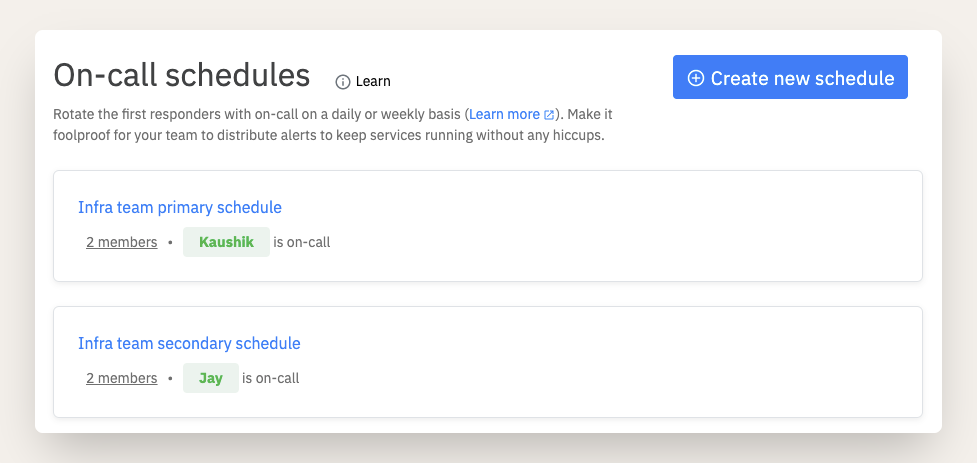 On-call schedules
Learn
Create new schedule
Rotate the first responders with on-call on a daily or weekly basis (Learn more). Make it
foolproof for your team to distribute alerts to keep services running without any hiccups.
Infra team primary schedule
2 members • Kaushik is on-call
Infra team secondary schedule
2 members • Jay is on-call